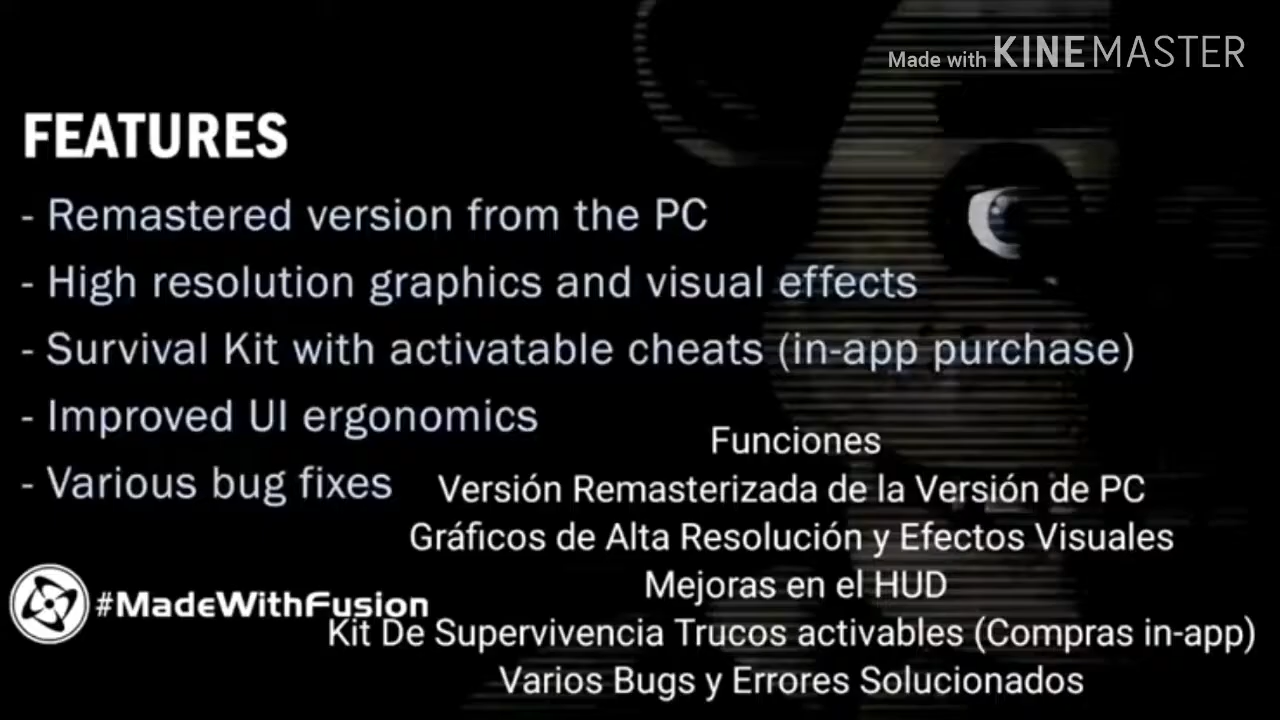 Made with KINEMASTER
FEATURES
- Remastered version from the PC
- High resolution graphics and visual effects
- Survival Kit with activatable cheats (in-app purchase)
- Improved UI ergonomics
- Various bug fixes
Funciones
Versión Remasterizada de la Versión de PC
Gráficos de Alta Resolución y Efectos Visuales
Mejoras en el HUD
#MadeWithFusion
Kit De Supervivencia Trucos activables (Compras in-app)
Varios Bugs y Errores Solucionados